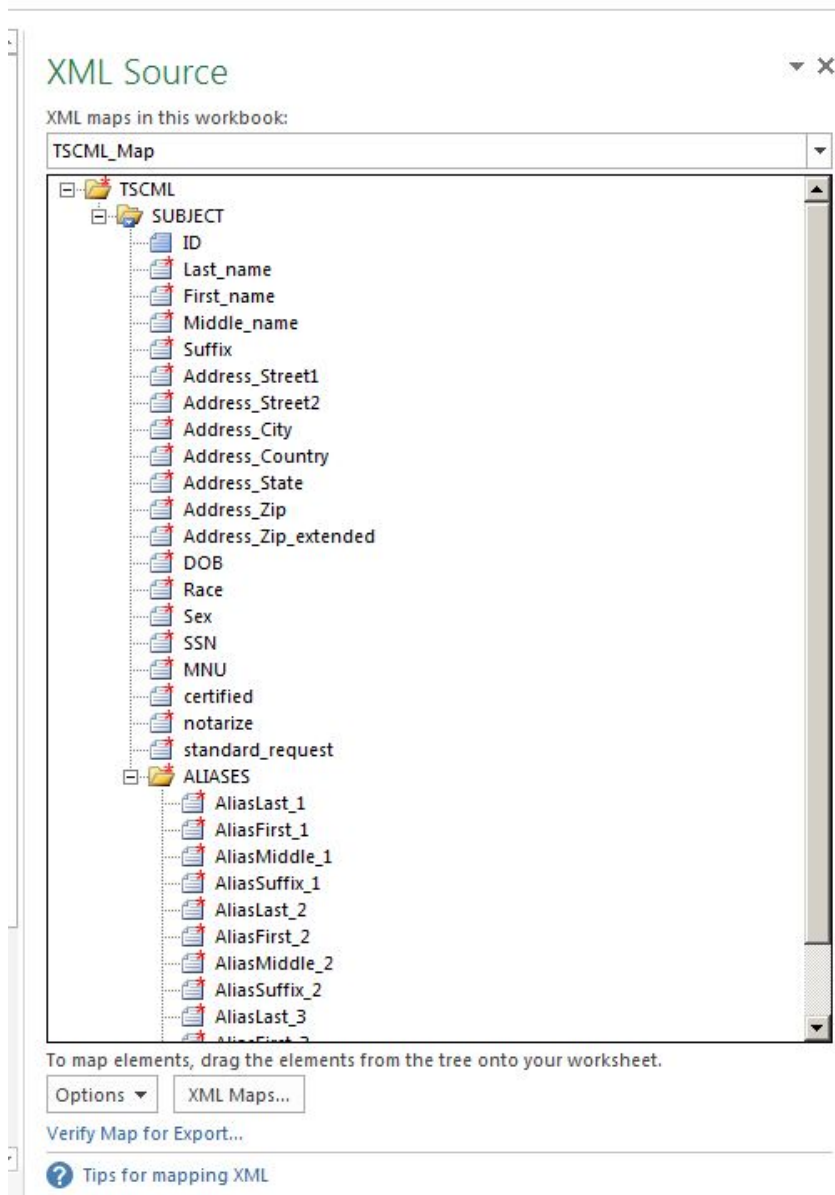 XML Source
XML maps in this workbook:
TSCML_Map
TSCML
SUBJECT
ID
Last_name
First_name
Middle_name
Suffix
Address_Street1
Address_Street2
Address_City
Address_Country
Address_State
Address_Zip
Address_Zip_extended
DOB
Race
Sex
SSN
MNU
certified
notarize
standard_request
ALIASES
AliasLast_1
AliasFirst_1
AliasMiddle_1
AliasSuffix_1
AliasLast_2
AliasFirst_2
AliasMiddle_2
AliasSuffix_2
AliasLast_3
To map elements, drag the elements from the tree onto your worksheet.
Options XML Maps...
Verify Map for Export...
? Tips for mapping XML